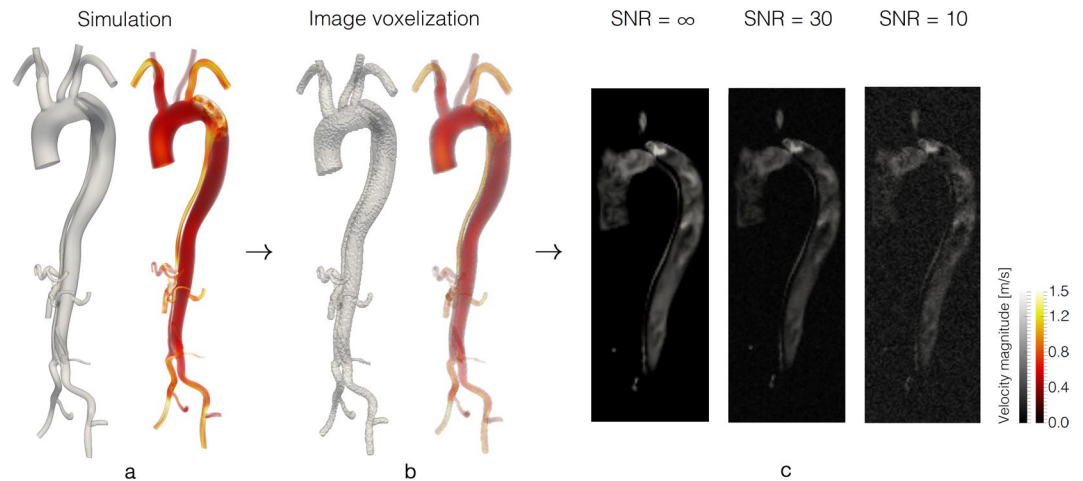 Simulation
Image voxelization
SNR = ∞
SNR = 30
SNR = 10
→
→
Velocity magnitude [m/s]
1.5
1.2
0.8
0.4
0.0
a
b
c